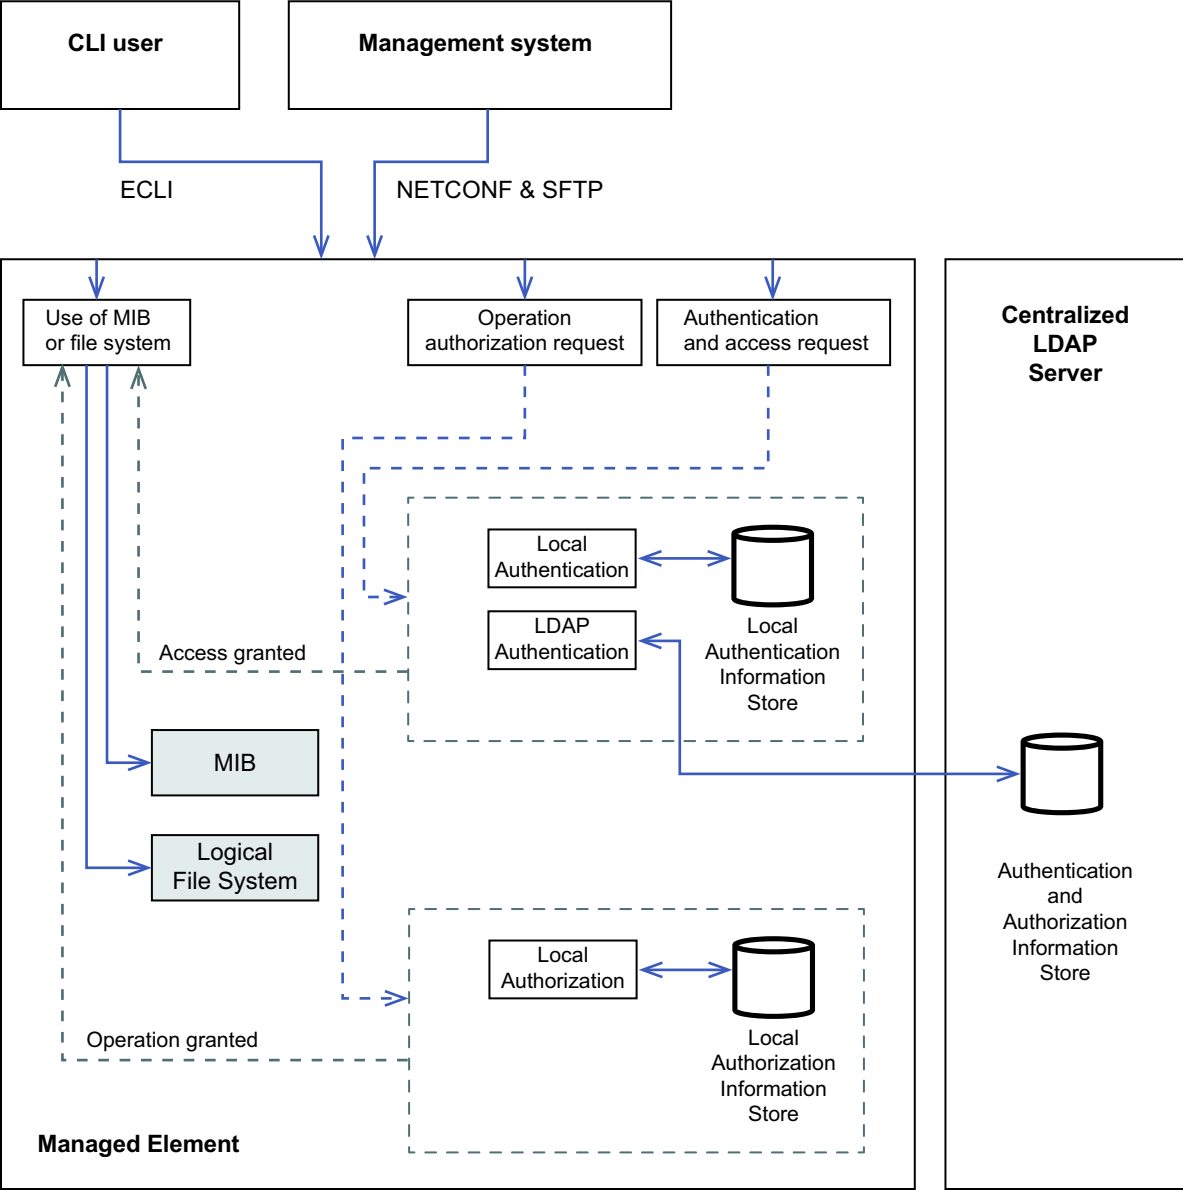 CLI user
Management system
ECLI
NETCONF & SFTP
Use of MIB
or file system
Operation
authorization request
Authentication
and access request
Centralized
LDAP
Server
Local
Authentication
LDAP
Authentication
Local
Authentication
Information
Store
Access granted
MIB
Logical
File System
Authentication
and
Authorization
Information
Store
Local
Authorization
Local
Authorization
Information
Store
Operation granted
Managed Element